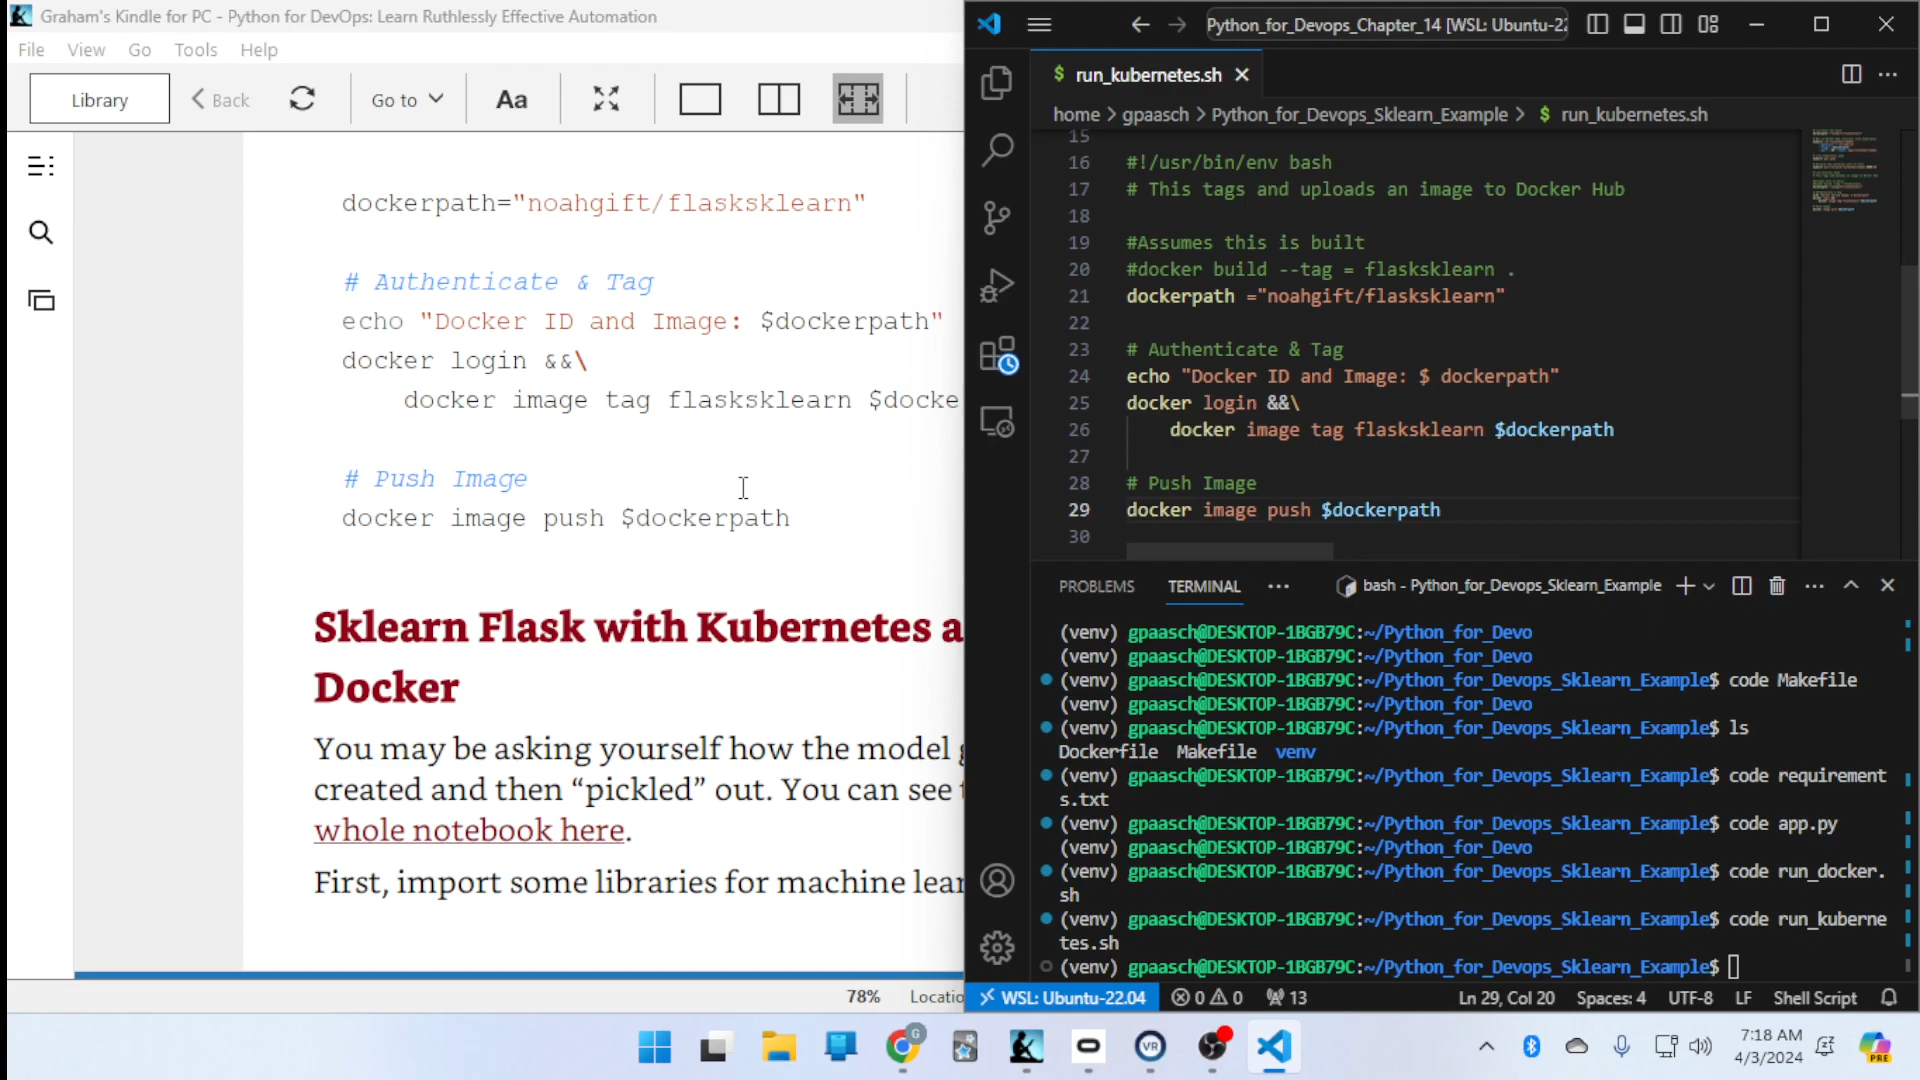 Graham's Kindle for PC - Python for DevOps: Learn Ruthlessly Effective Automation
File View Go Tools Help
Library Back Go to Aa
dockerpath="noahgift/flasksklearn"
# Authenticate & Tag
echo "Docker ID and Image: $dockerpath"
docker login &&\
docker image tag flasksklearn $docke
# Push Image
docker image push $dockerpath
Sklearn Flask with Kubernetes a
Docker
You may be asking yourself how the model g
created and then “pickled” out. You can see t
whole notebook here.
First, import some libraries for machine lear
78% Locatio
Python_for_Devops_Chapter_14 [WSL: Ubuntu-22
$ run_kubernetes.sh
home > gpaasch > Python_for_Devops_Sklearn_Example > $ run_kubernetes.sh
15
16 #!/usr/bin/env bash
17 # This tags and uploads an image to Docker Hub
18
19 #Assumes this is built
20 #docker build --tag = flasksklearn .
21 dockerpath ="noahgift/flasksklearn"
22
23 # Authenticate & Tag
24 echo "Docker ID and Image: $ dockerpath"
25 docker login &&\
26 docker image tag flasksklearn $dockerpath
27
28 # Push Image
29 docker image push $dockerpath
30
PROBLEMS TERMINAL bash - Python_for_Devops_Sklearn_Example
(venv) gpaasch@DESKTOP-1BGB79C:~/Python_for_Devo
(venv) gpaasch@DESKTOP-1BGB79C:~/Python_for_Devo
(venv) gpaasch@DESKTOP-1BGB79C:~/Python_for_Devops_Sklearn_Example$ code Makefile
(venv) gpaasch@DESKTOP-1BGB79C:~/Python_for_Devo
(venv) gpaasch@DESKTOP-1BGB79C:~/Python_for_Devops_Sklearn_Example$ ls
Dockerfile Makefile venv
(venv) gpaasch@DESKTOP-1BGB79C:~/Python_for_Devops_Sklearn_Example$ code requirement
s.txt
(venv) gpaasch@DESKTOP-1BGB79C:~/Python_for_Devops_Sklearn_Example$ code app.py
(venv) gpaasch@DESKTOP-1BGB79C:~/Python_for_Devo
(venv) gpaasch@DESKTOP-1BGB79C:~/Python_for_Devops_Sklearn_Example$ code run_docker.
sh
(venv) gpaasch@DESKTOP-1BGB79C:~/Python_for_Devops_Sklearn_Example$ code run_kuberne
tes.sh
(venv) gpaasch@DESKTOP-1BGB79C:~/Python_for_Devops_Sklearn_Example$
WSL: Ubuntu-22.04 0 0 13 Ln 29, Col 20 Spaces: 4 UTF-8 LF Shell Script
G VR 7:18 AM
4/3/2024 PRE